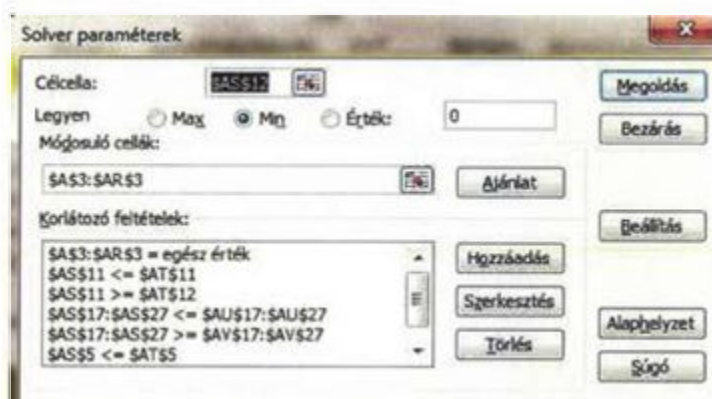 Solver paraméterek
Célcella: $AS$12
Megoldás
Legyen Max Min Érték: 0
Bezárás
Módosuló cellák:
$A$3:$AR$3 Ajánlat
Korlátozó feltételek:
Beállítás
$A$3:$AR$3 = egész érték
Hozzáadás
$AS$11 <= $AT$11
$AS$11 >= $AT$12
Szerkesztés
$AS$17:$AS$27 <= $AU$17:$AU$27
$AS$17:$AS$27 >= $AV$17:$AV$27
Alaphelyzet
$AS$5 <= $AT$5
Törlés
Súgó